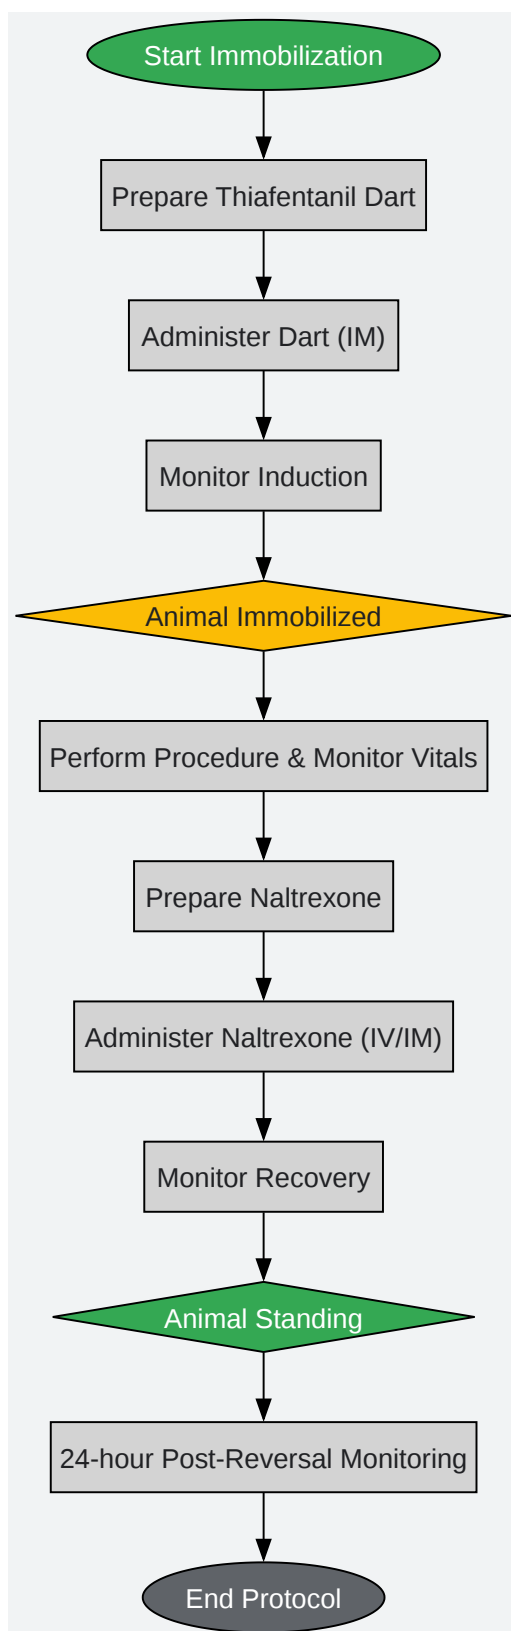 Start Immobilization
Prepare Thiafentanil Dart
Administer Dart (IM)
Monitor Induction
Animal Immobilized
Perform Procedure & Monitor Vitals
Prepare Naltrexone
Administer Naltrexone (IV/IM)
Monitor Recovery
Animal Standing
24-hour Post-Reversal Monitoring
End Protocol